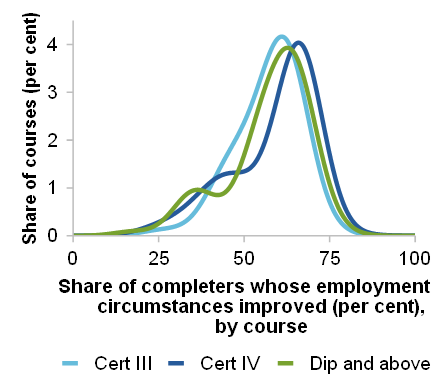 Share of courses (per cent)
4
3
2
1
0
0 25 50 75 100
Share of completers whose employment
circumstances improved (per cent),
by course
Cert III Cert IV Dip and above